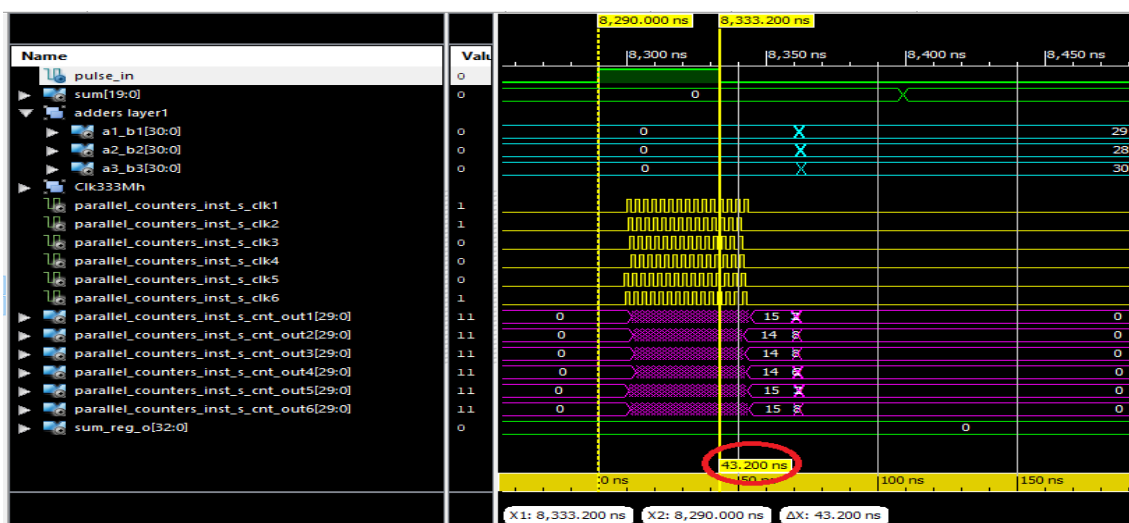 8,290.000 ns 8,333.200 ns
Name Valu 8,300 ns 8,350 ns 8,400 ns 8,450 ns
pulse_in 0
sum[19:0] 0 0
adders layer1
a1_b1[30:0] 0 0 29
a2_b2[30:0] 0 0 28
a3_b3[30:0] 0 0 30
Clk333Mh
parallel_counters_inst_s_clk1 1
parallel_counters_inst_s_clk2 1
parallel_counters_inst_s_clk3 0
parallel_counters_inst_s_clk4 0
parallel_counters_inst_s_clk5 0
parallel_counters_inst_s_clk6 1
parallel_counters_inst_s_cnt_out1[29:0] 11 0 15 0
parallel_counters_inst_s_cnt_out2[29:0] 11 0 14 0
parallel_counters_inst_s_cnt_out3[29:0] 11 0 14 0
parallel_counters_inst_s_cnt_out4[29:0] 11 0 14 0
parallel_counters_inst_s_cnt_out5[29:0] 11 0 15 0
parallel_counters_inst_s_cnt_out6[29:0] 11 0 15 0
sum_reg_o[32:0] 0 0
43.200 ns
0 ns 50 ns 100 ns 150 ns
X1: 8,333.200 ns X2: 8,290.000 ns ΔX: 43.200 ns